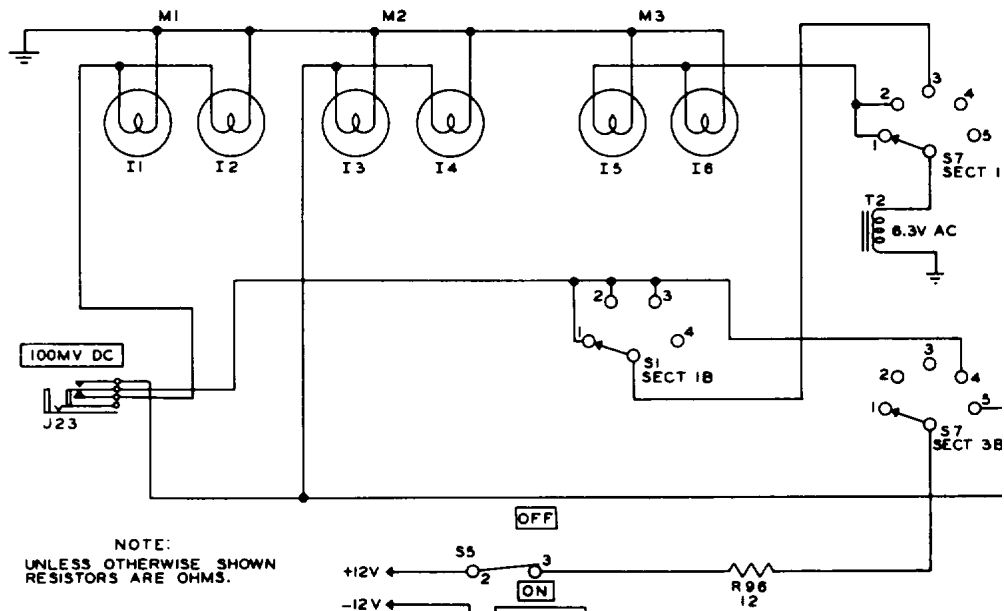 M1 M2 M3
I1 I2 I3 I4 I5 I6
3
2 4
1 5
S7
SECT 1
T2
6.3V AC
2 3
1 4
S1
SECT 1B
100MV DC
J23
3
2 4
1 5
S7
SECT 3B
OFF
NOTE:
UNLESS OTHERWISE SHOWN
RESISTORS ARE OHMS.
S5
+12V 2 3
ON
R96
12
-12V